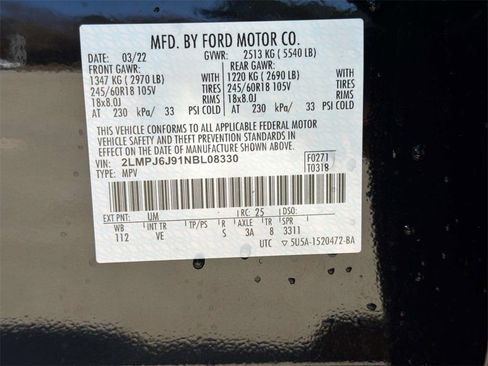 MFD. BY FORD MOTOR CO.
DATE: 03/22 GVWR: 2513 KG ( 5540 LB)
FRONT GAWR: REAR GAWR:
1347 KG ( 2970 LB) WITH 1220 KG ( 2690 LB) WITH
245/60R18 105V TIRES 245/60R18 105V TIRES
18x8.0J RIMS 18x8.0J RIMS
AT 230 kPa/ 33 PSI COLD AT 230 kPa/ 33 PSI COLD
THIS VEHICLE CONFORMS TO ALL APPLICABLE FEDERAL MOTOR
VEHICLE SAFETY AND THEFT PREVENTION STANDARDS IN
EFFECT ON THE DATE OF MANUFACTURE SHOWN ABOVE.
VIN: 2LMPJ6J91NBL08330 F0271
TYPE: MPV T0318
EXT PNT: UM RC: 25 DSO:
WB INT TR TP/PS R AXLE TR SPR
112 VE S 3A 8 3311
UTC ▽ 5U5A-1520472-BA